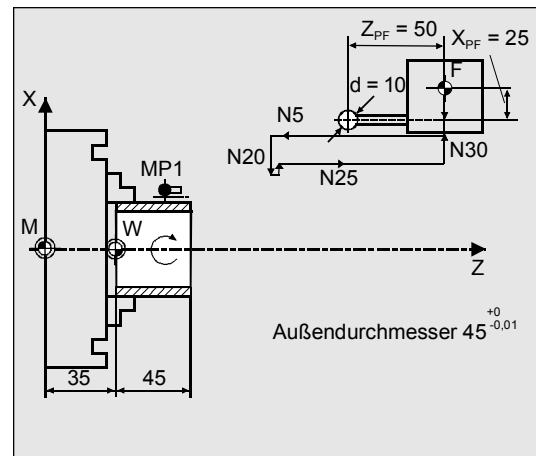 Z_PF = 50
X_PF = 25
F
d = 10
N5
N20
N25
N30
X
MP1
M
W
Z
Außendurchmesser 45 +0 -0,01
35
45